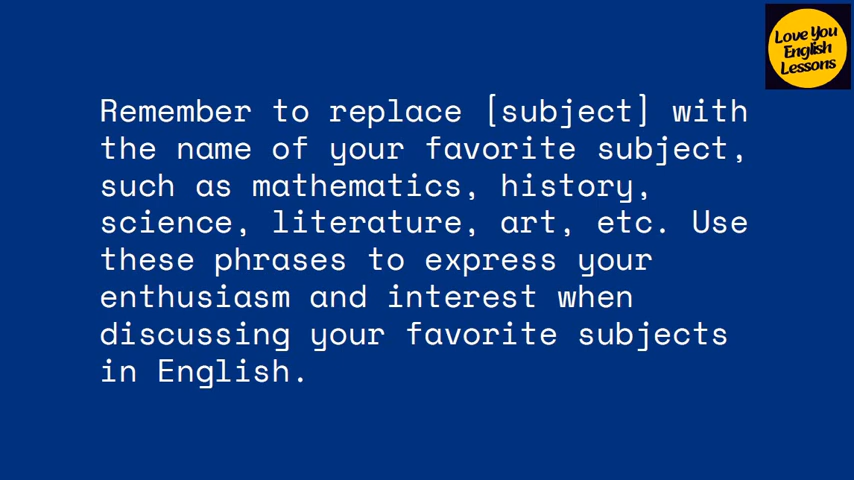 Love You
English
Lessons
Remember to replace [subject] with
the name of your favorite subject,
such as mathematics, history,
science, literature, art, etc. Use
these phrases to express your
enthusiasm and interest when
discussing your favorite subjects
in English.